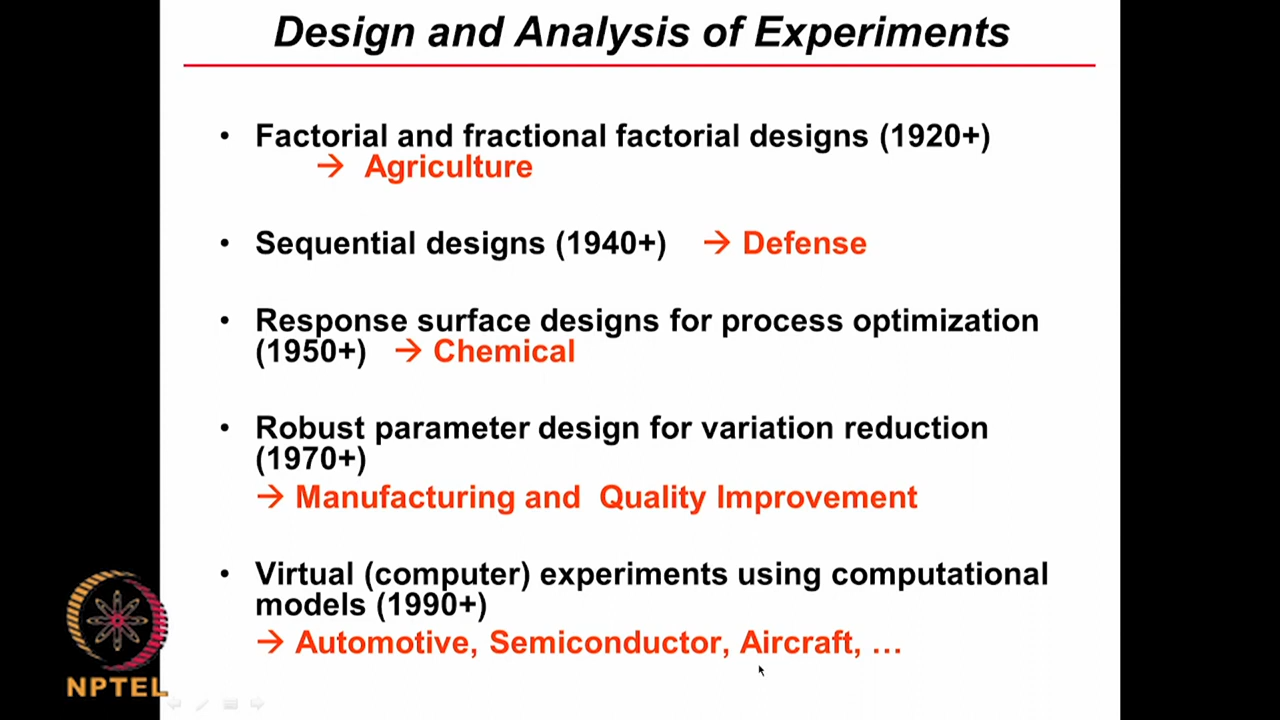 Design and Analysis of Experiments
• Factorial and fractional factorial designs (1920+)
→ Agriculture
• Sequential designs (1940+) → Defense
• Response surface designs for process optimization
(1950+) → Chemical
• Robust parameter design for variation reduction
(1970+)
→ Manufacturing and Quality Improvement
• Virtual (computer) experiments using computational
models (1990+)
→ Automotive, Semiconductor, Aircraft, …
NPTEL